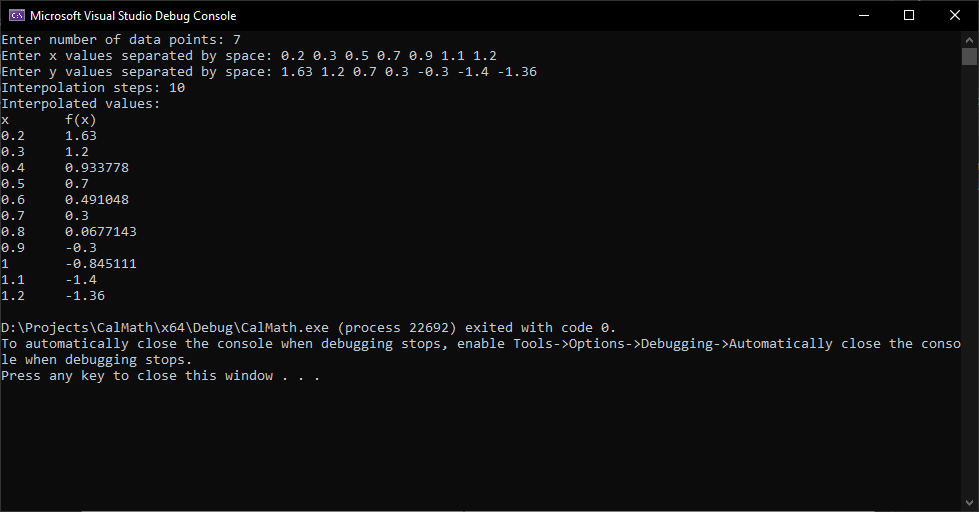 Microsoft Visual Studio Debug Console
Enter number of data points: 7
Enter x values separated by space: 0.2 0.3 0.5 0.7 0.9 1.1 1.2
Enter y values separated by space: 1.63 1.2 0.7 0.3 -0.3 -1.4 -1.36
Interpolation steps: 10
Interpolated values:
x f(x)
0.2 1.63
0.3 1.2
0.4 0.933778
0.5 0.7
0.6 0.491048
0.7 0.3
0.8 0.0677143
0.9 -0.3
1 -0.845111
1.1 -1.4
1.2 -1.36
D:\Projects\CalMath\x64\Debug\CalMath.exe (process 22692) exited with code 0.
To automatically close the console when debugging stops, enable Tools->Options->Debugging->Automatically close the conso
le when debugging stops.
Press any key to close this window . . .